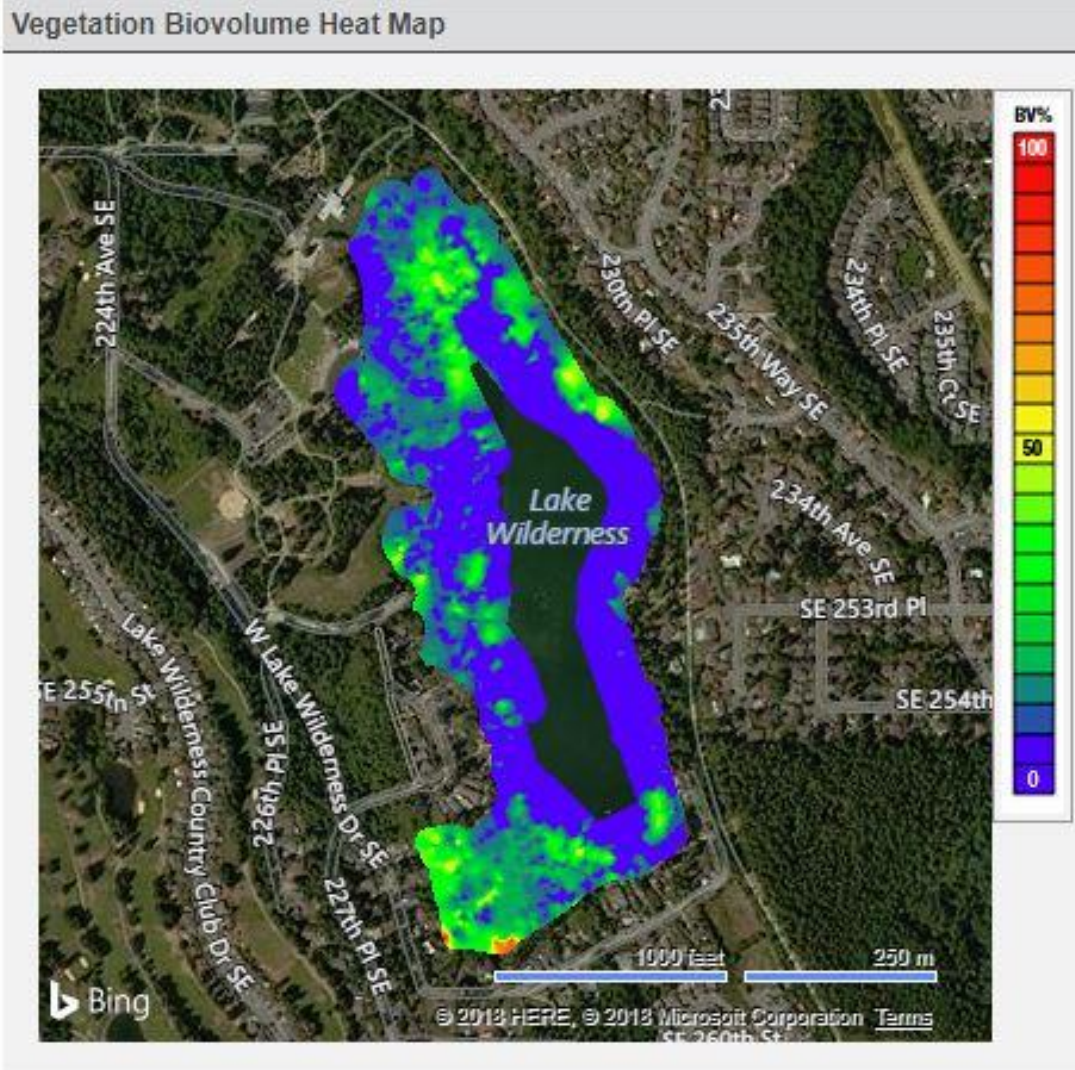 Vegetation Biovolume Heat Map
BV%
100
50
0
224th Ave SE
230th Pl SE
235th Way SE
234th Pl SE
235th Ct SE
234th Ave SE
Lake
Wilderness
SE 253rd Pl
SE 254th
SE 255th St
Lake Wilderness Country Club Dr SE
W Lake Wilderness Dr SE
226th Pl SE
227th Pl SE
1000 feet
250 m
Bing
© 2018 HERE, © 2018 Microsoft Corporation Terms
SE 260th St